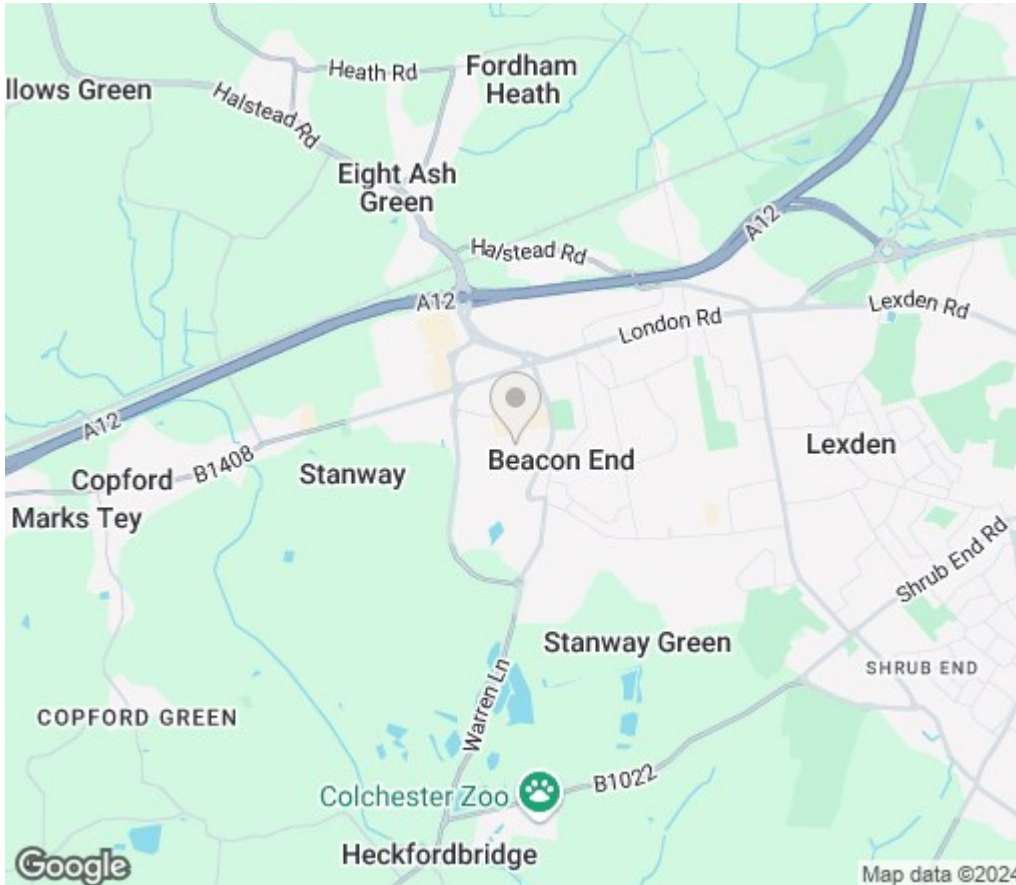 Heath Rd
Fordham
Heath
llows Green
Halstead Rd
Eight Ash
Green
A12
Halstead Rd
A12
London Rd
Lexden Rd
A12
B1408
Copford
Stanway
Beacon End
Lexden
Marks Tey
Shrub End Rd
Stanway Green
SHRUB END
Warren Ln
COPFORD GREEN
Colchester Zoo
B1022
Heckfordbridge
Google
Map data ©2024